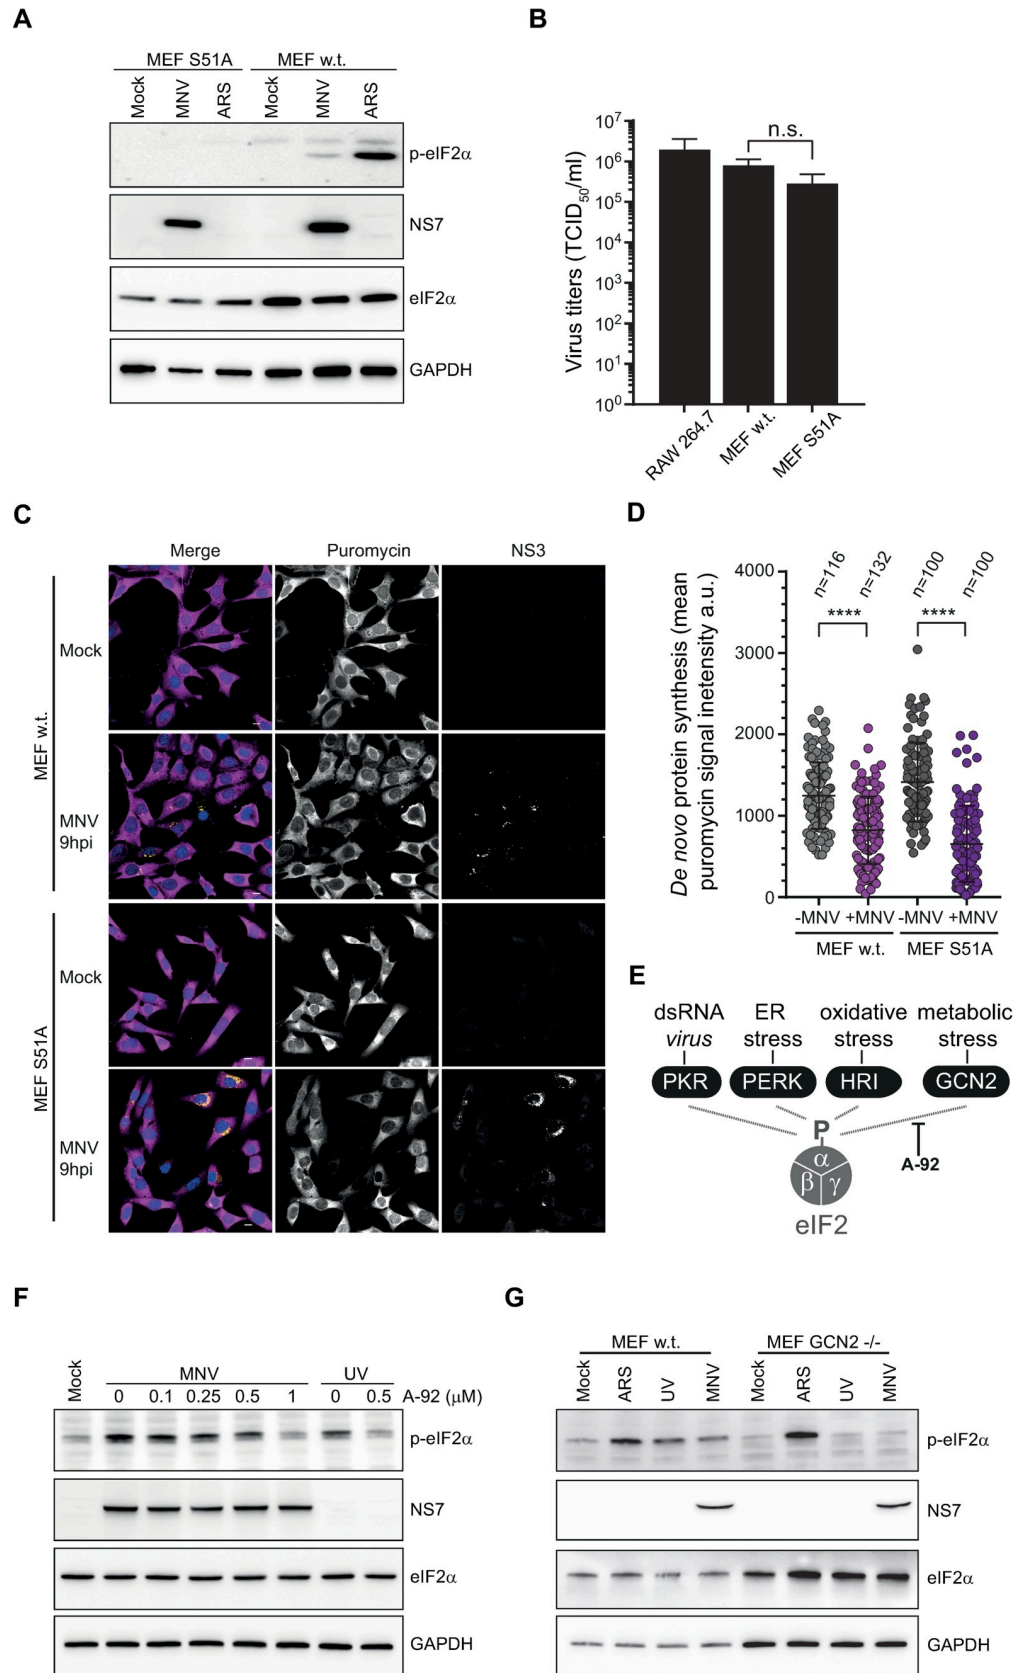 A
MEF S51A MEF w.t.
Mock MNV ARS Mock MNV ARS
p-eIF2α
NS7
eIF2α
GAPDH
B
n.s.
Virus titers (TCID50/ml)
10^7
10^6
10^5
10^4
10^3
10^2
10^1
10^0
RAW 264.7 MEF w.t. MEF S51A
C
Merge Puromycin NS3
MEF w.t.
Mock
MNV
9hpi
MEF S51A
Mock
MNV
9hpi
D
De novo protein synthesis (mean
puromycin signal inetensity a.u.)
n=116 n=132 n=100 n=100
**** ****
4000
3000
2000
1000
0
-MNV +MNV -MNV +MNV
MEF w.t. MEF S51A
E
dsRNA ER oxidative metabolic
virus stress stress stress
PKR PERK HRI GCN2
P
α
β γ
A-92
eIF2
F
Mock MNV UV
0 0.1 0.25 0.5 1 0 0.5 A-92 (μM)
p-eIF2α
NS7
eIF2α
GAPDH
G
MEF w.t. MEF GCN2 -/-
Mock ARS UV MNV Mock ARS UV MNV
p-eIF2α
NS7
eIF2α
GAPDH